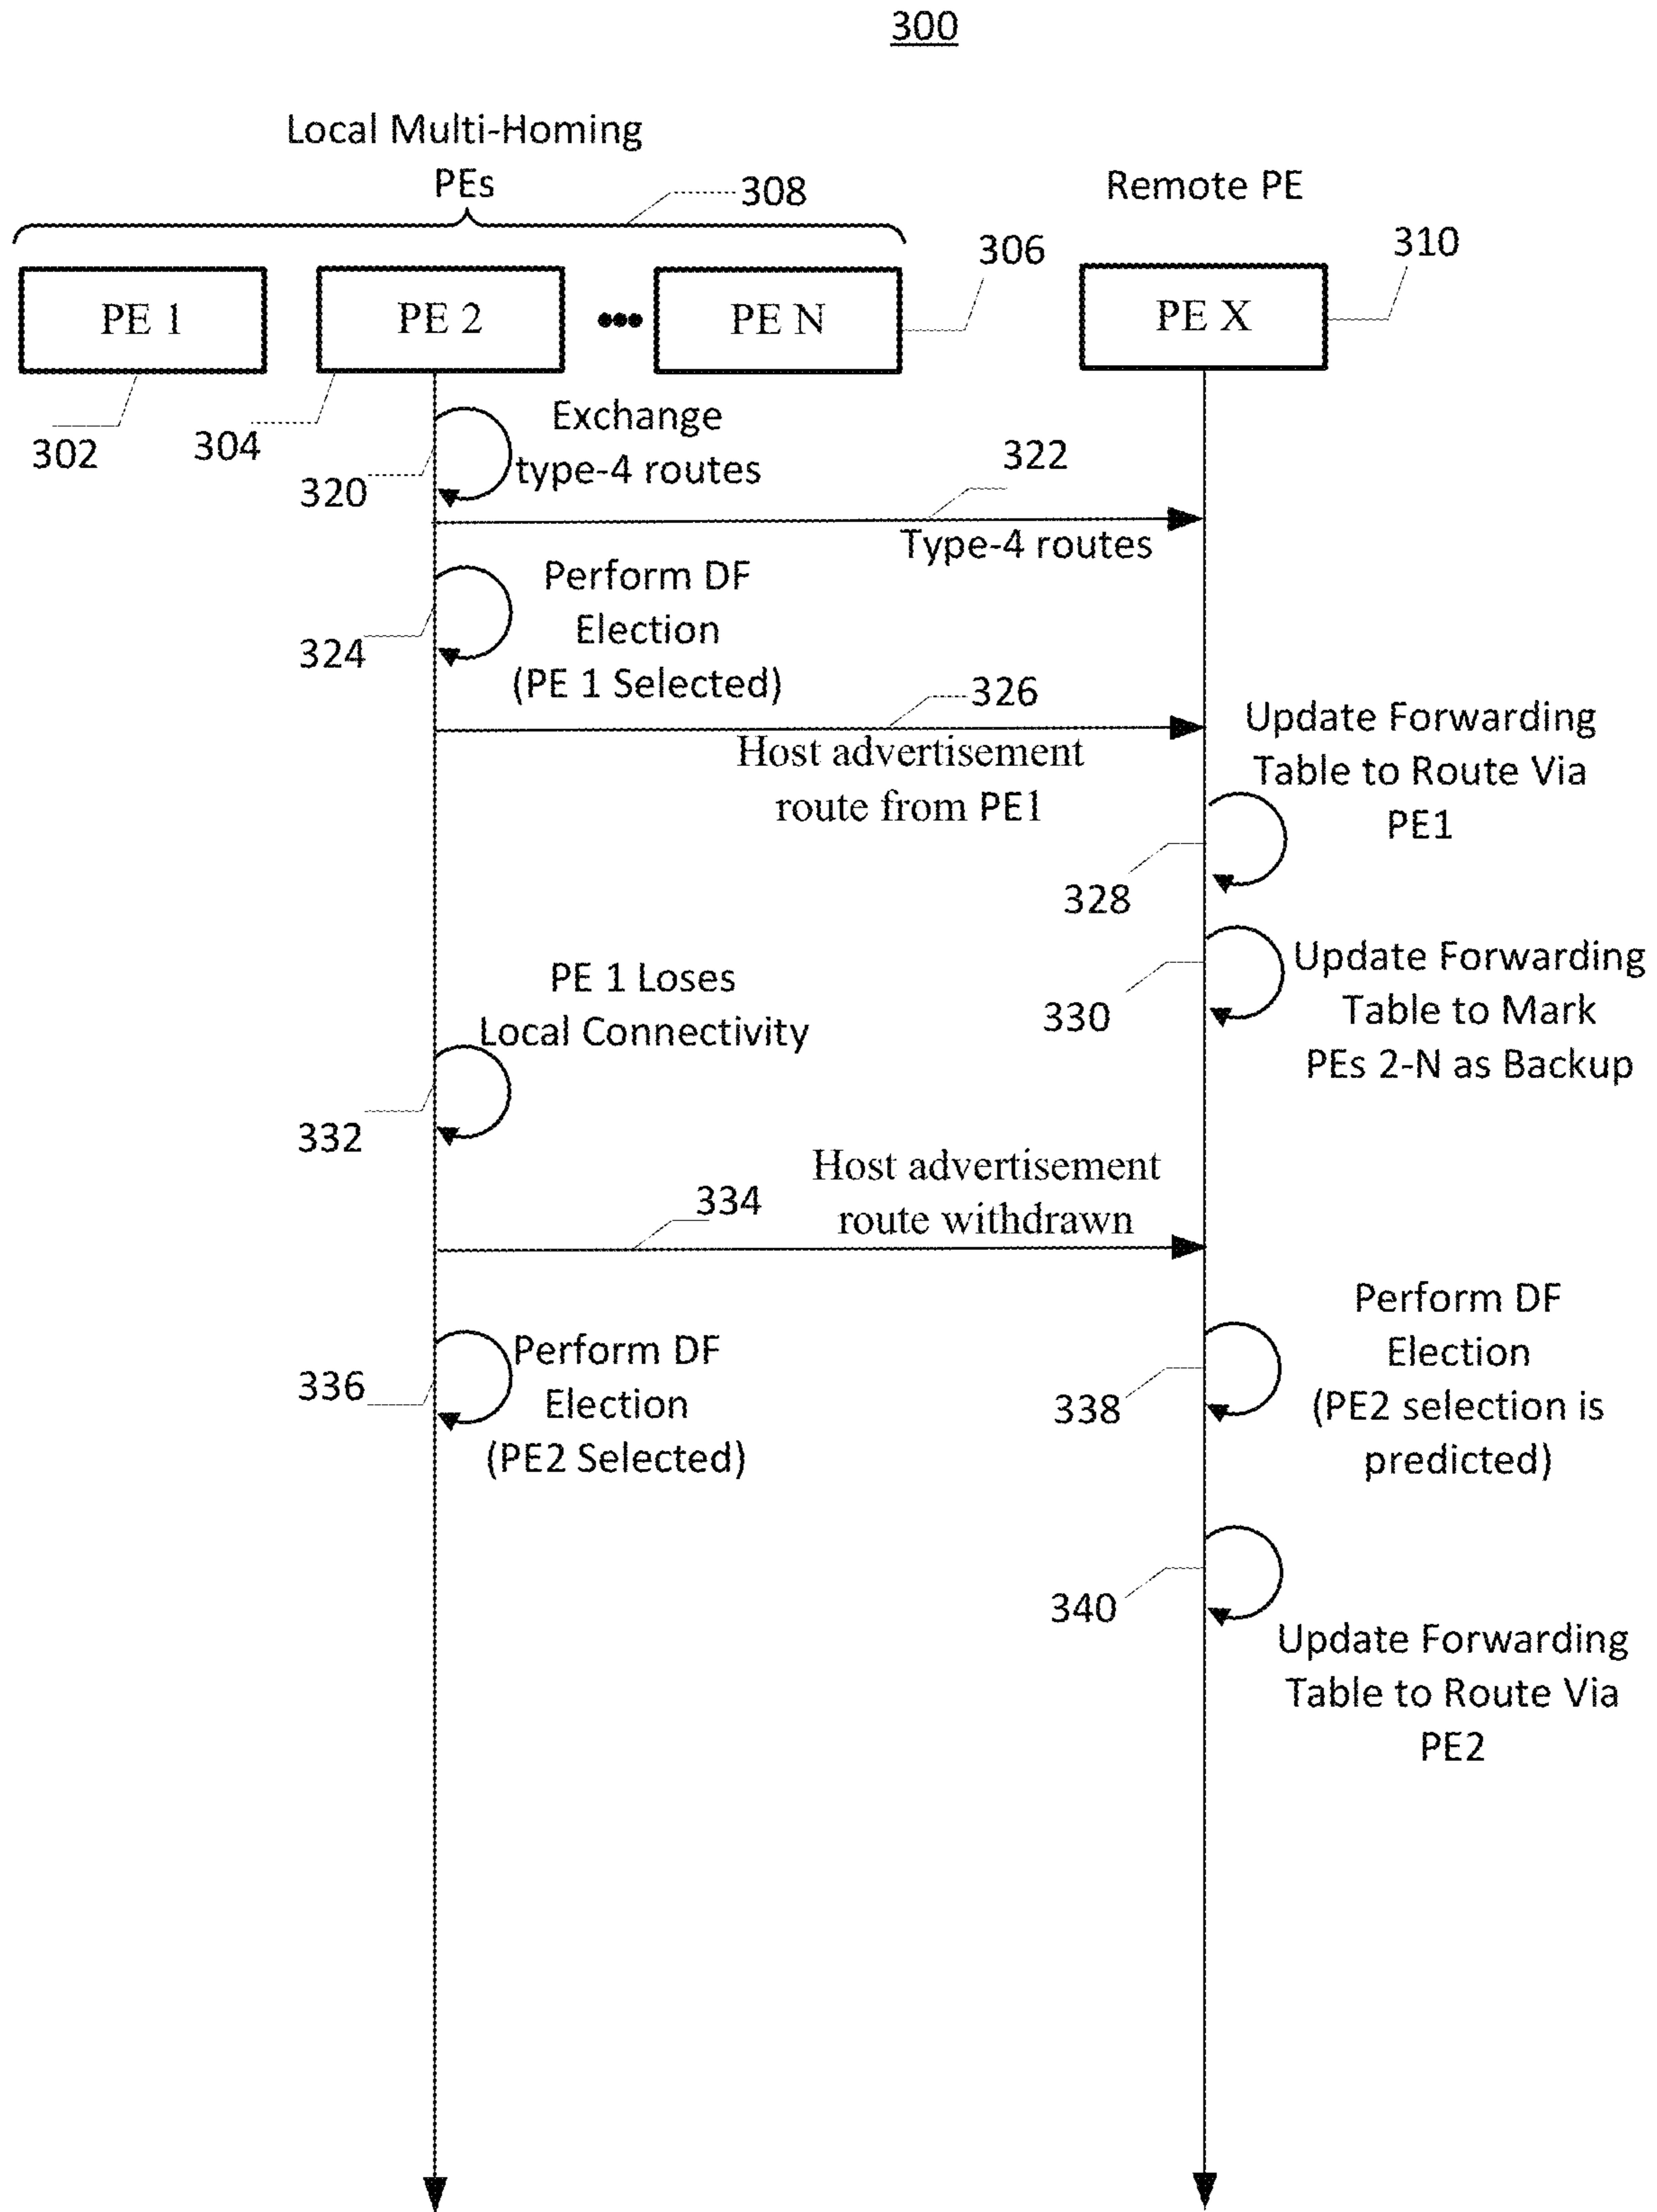 300
Local Multi-Homing
PEs
308
Remote PE
306
310
PE 1
PE 2
PE N
PE X
302
304
320
Exchange
type-4 routes
322
Type-4 routes
324
Perform DF
Election
(PE 1 Selected)
326
Host advertisement
route from PE1
Update Forwarding
Table to Route Via
PE1
328
330
Update Forwarding
Table to Mark
PEs 2-N as Backup
PE 1 Loses
Local Connectivity
332
334
Host advertisement
route withdrawn
336
Perform DF
Election
(PE2 Selected)
338
Perform DF
Election
(PE2 selection is
predicted)
340
Update Forwarding
Table to Route Via
PE2